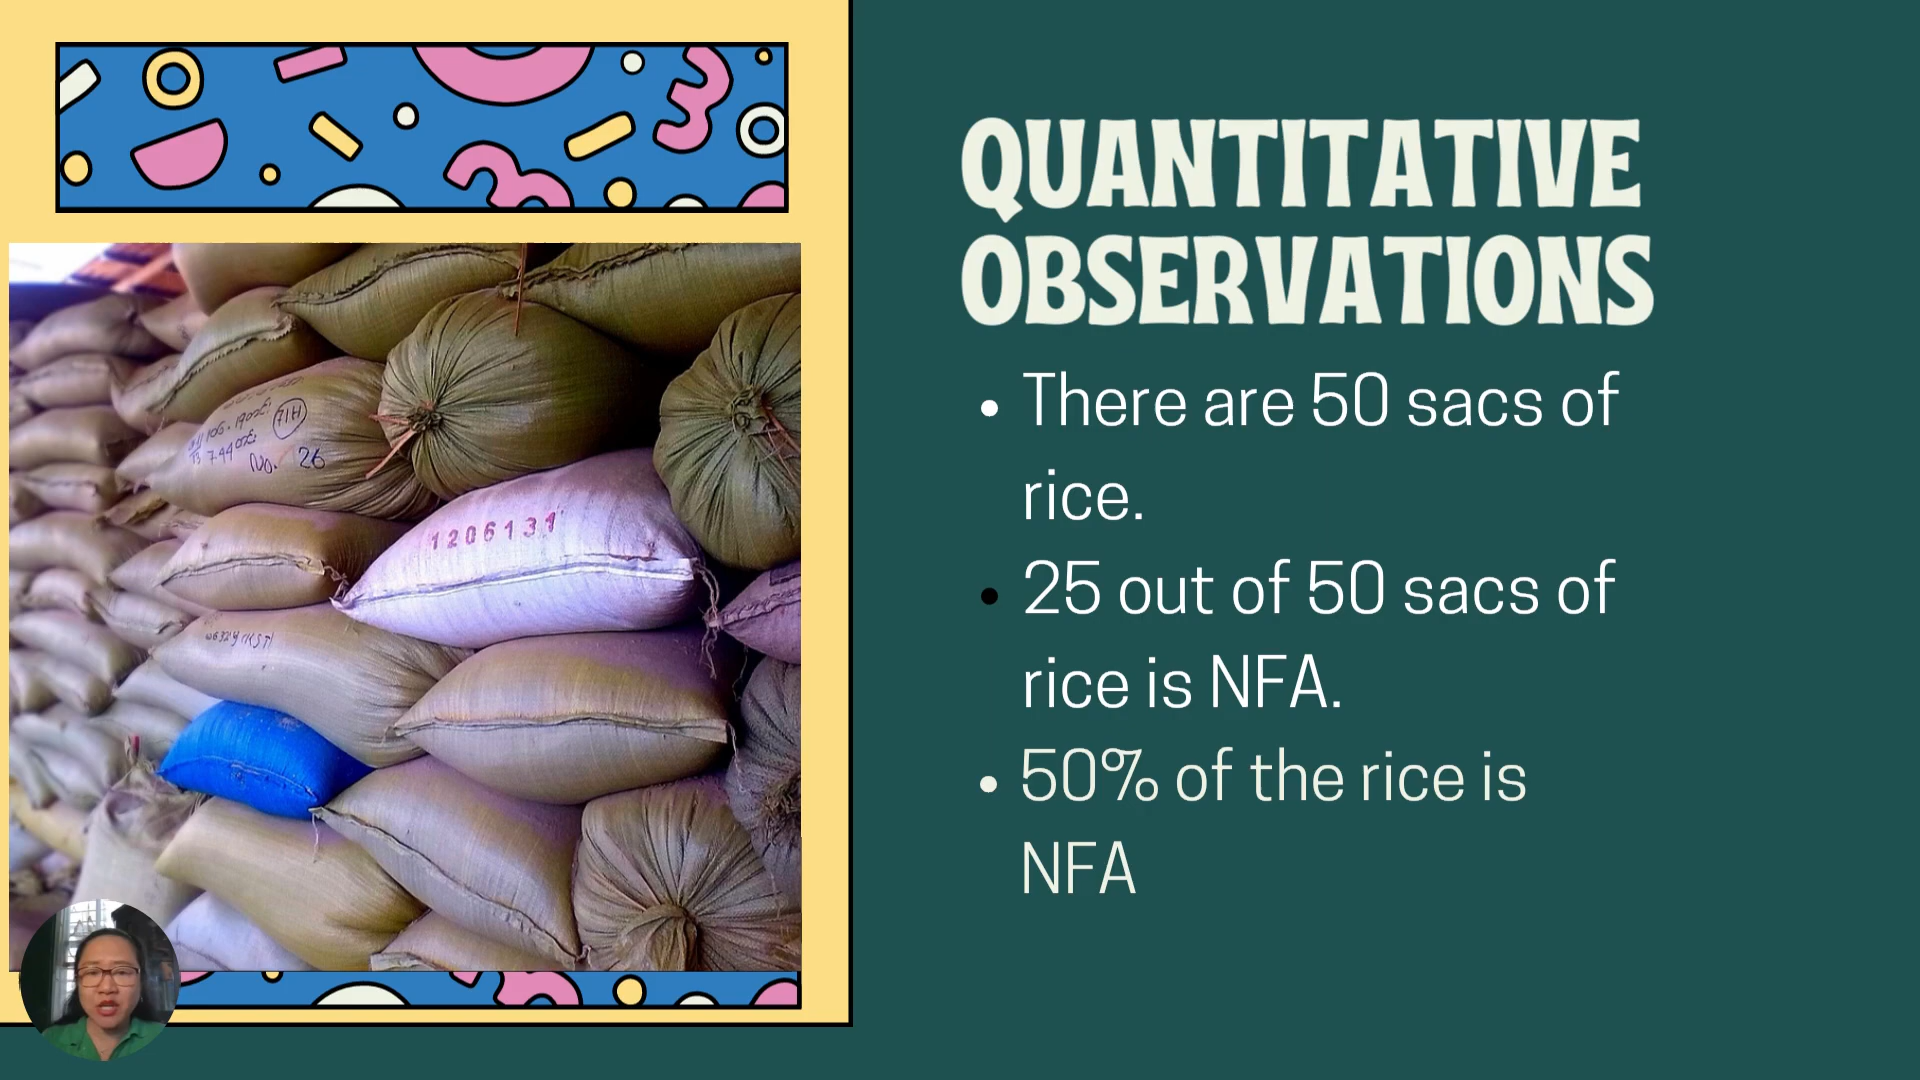 QUANTITATIVE
OBSERVATIONS
There are 50 sacs of
rice.
25 out of 50 sacs of
rice is NFA.
50% of the rice is
NFA
No. 26
1206131